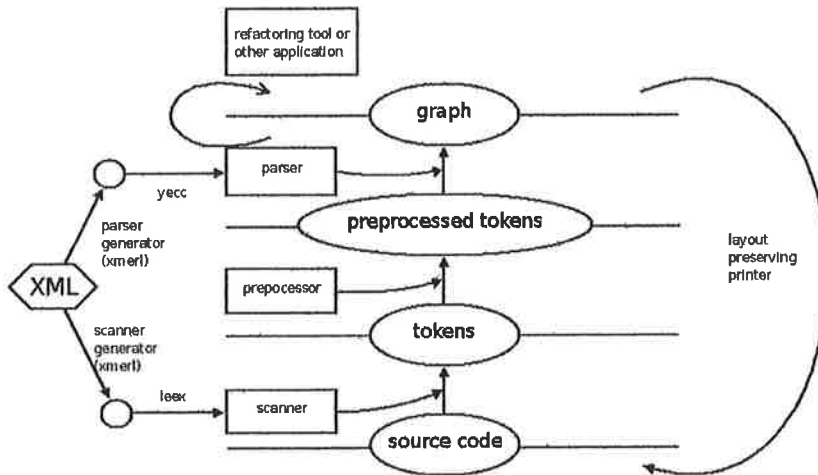 refactoring tool or
other application
graph
parser
yecc
preprocessed tokens
parser
generator
(xmerl)
layout
preserving
printer
XML
prepocessor
tokens
scanner
generator
(xmerl)
leex
scanner
source code